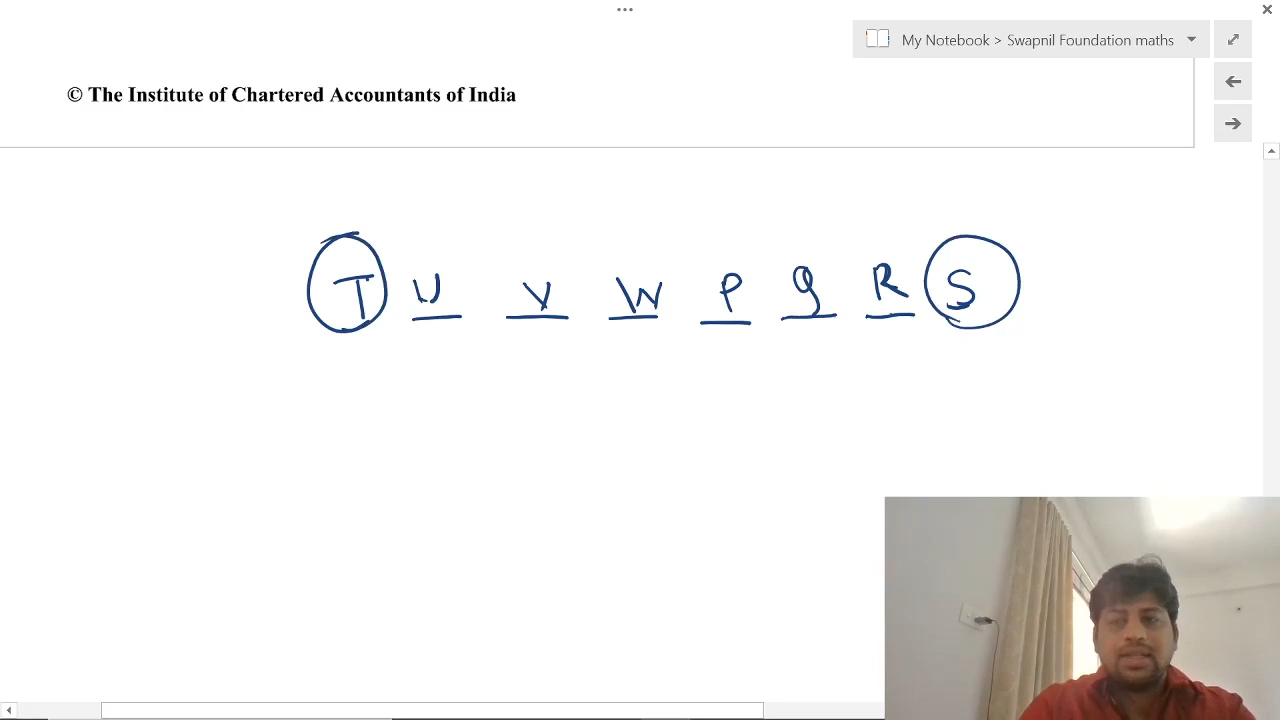 My Notebook > Swapnil Foundation maths
© The Institute of Chartered Accountants of India
T U V W P Q R S